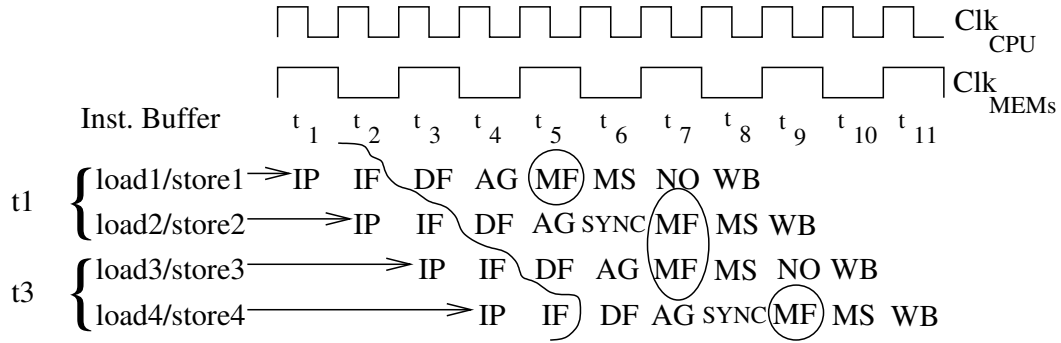 Clk CPU
Clk MEMs
Inst. Buffer t 1 t 2 t 3 t 4 t 5 t 6 t 7 t 8 t 9 t 10 t 11
t1
load1/store1 IP IF DF AG MF MS NO WB
load2/store2 IP IF DF AG SYNC MF MS WB
t3
load3/store3 IP IF DF AG MF MS NO WB
load4/store4 IP IF DF AG SYNC MF MS WB